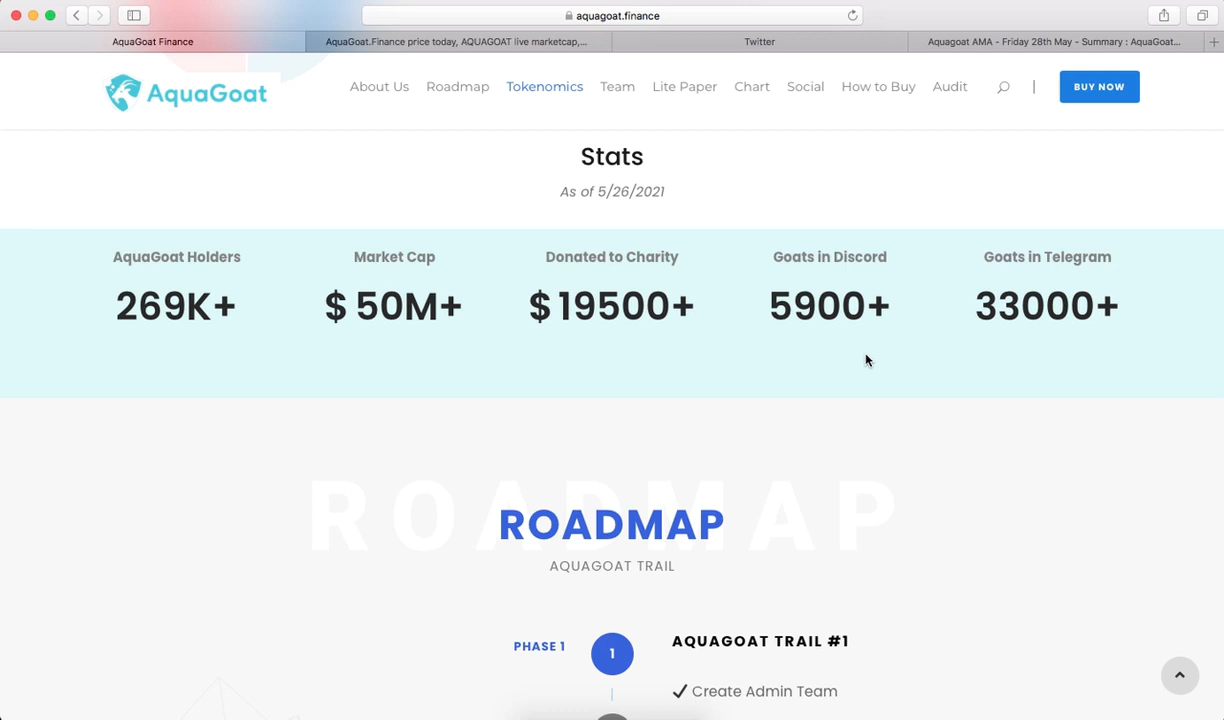 aquagoat.finance
AquaGoat Finance
AquaGoat.Finance price today, AQUAGOAT live marketcap,...
Twitter
Aquagoat AMA - Friday 28th May - Summary : AquaGoat...
AquaGoat
About Us
Roadmap
Tokenomics
Team
Lite Paper
Chart
Social
How to Buy
Audit
BUY NOW
Stats
As of 5/26/2021
AquaGoat Holders
Market Cap
Donated to Charity
Goats in Discord
Goats in Telegram
269K+
$ 50M+
$ 19500+
5900+
33000+
ROADMAP
ROADMAP
AQUAGOAT TRAIL
PHASE 1
1
AQUAGOAT TRAIL #1
✓ Create Admin Team